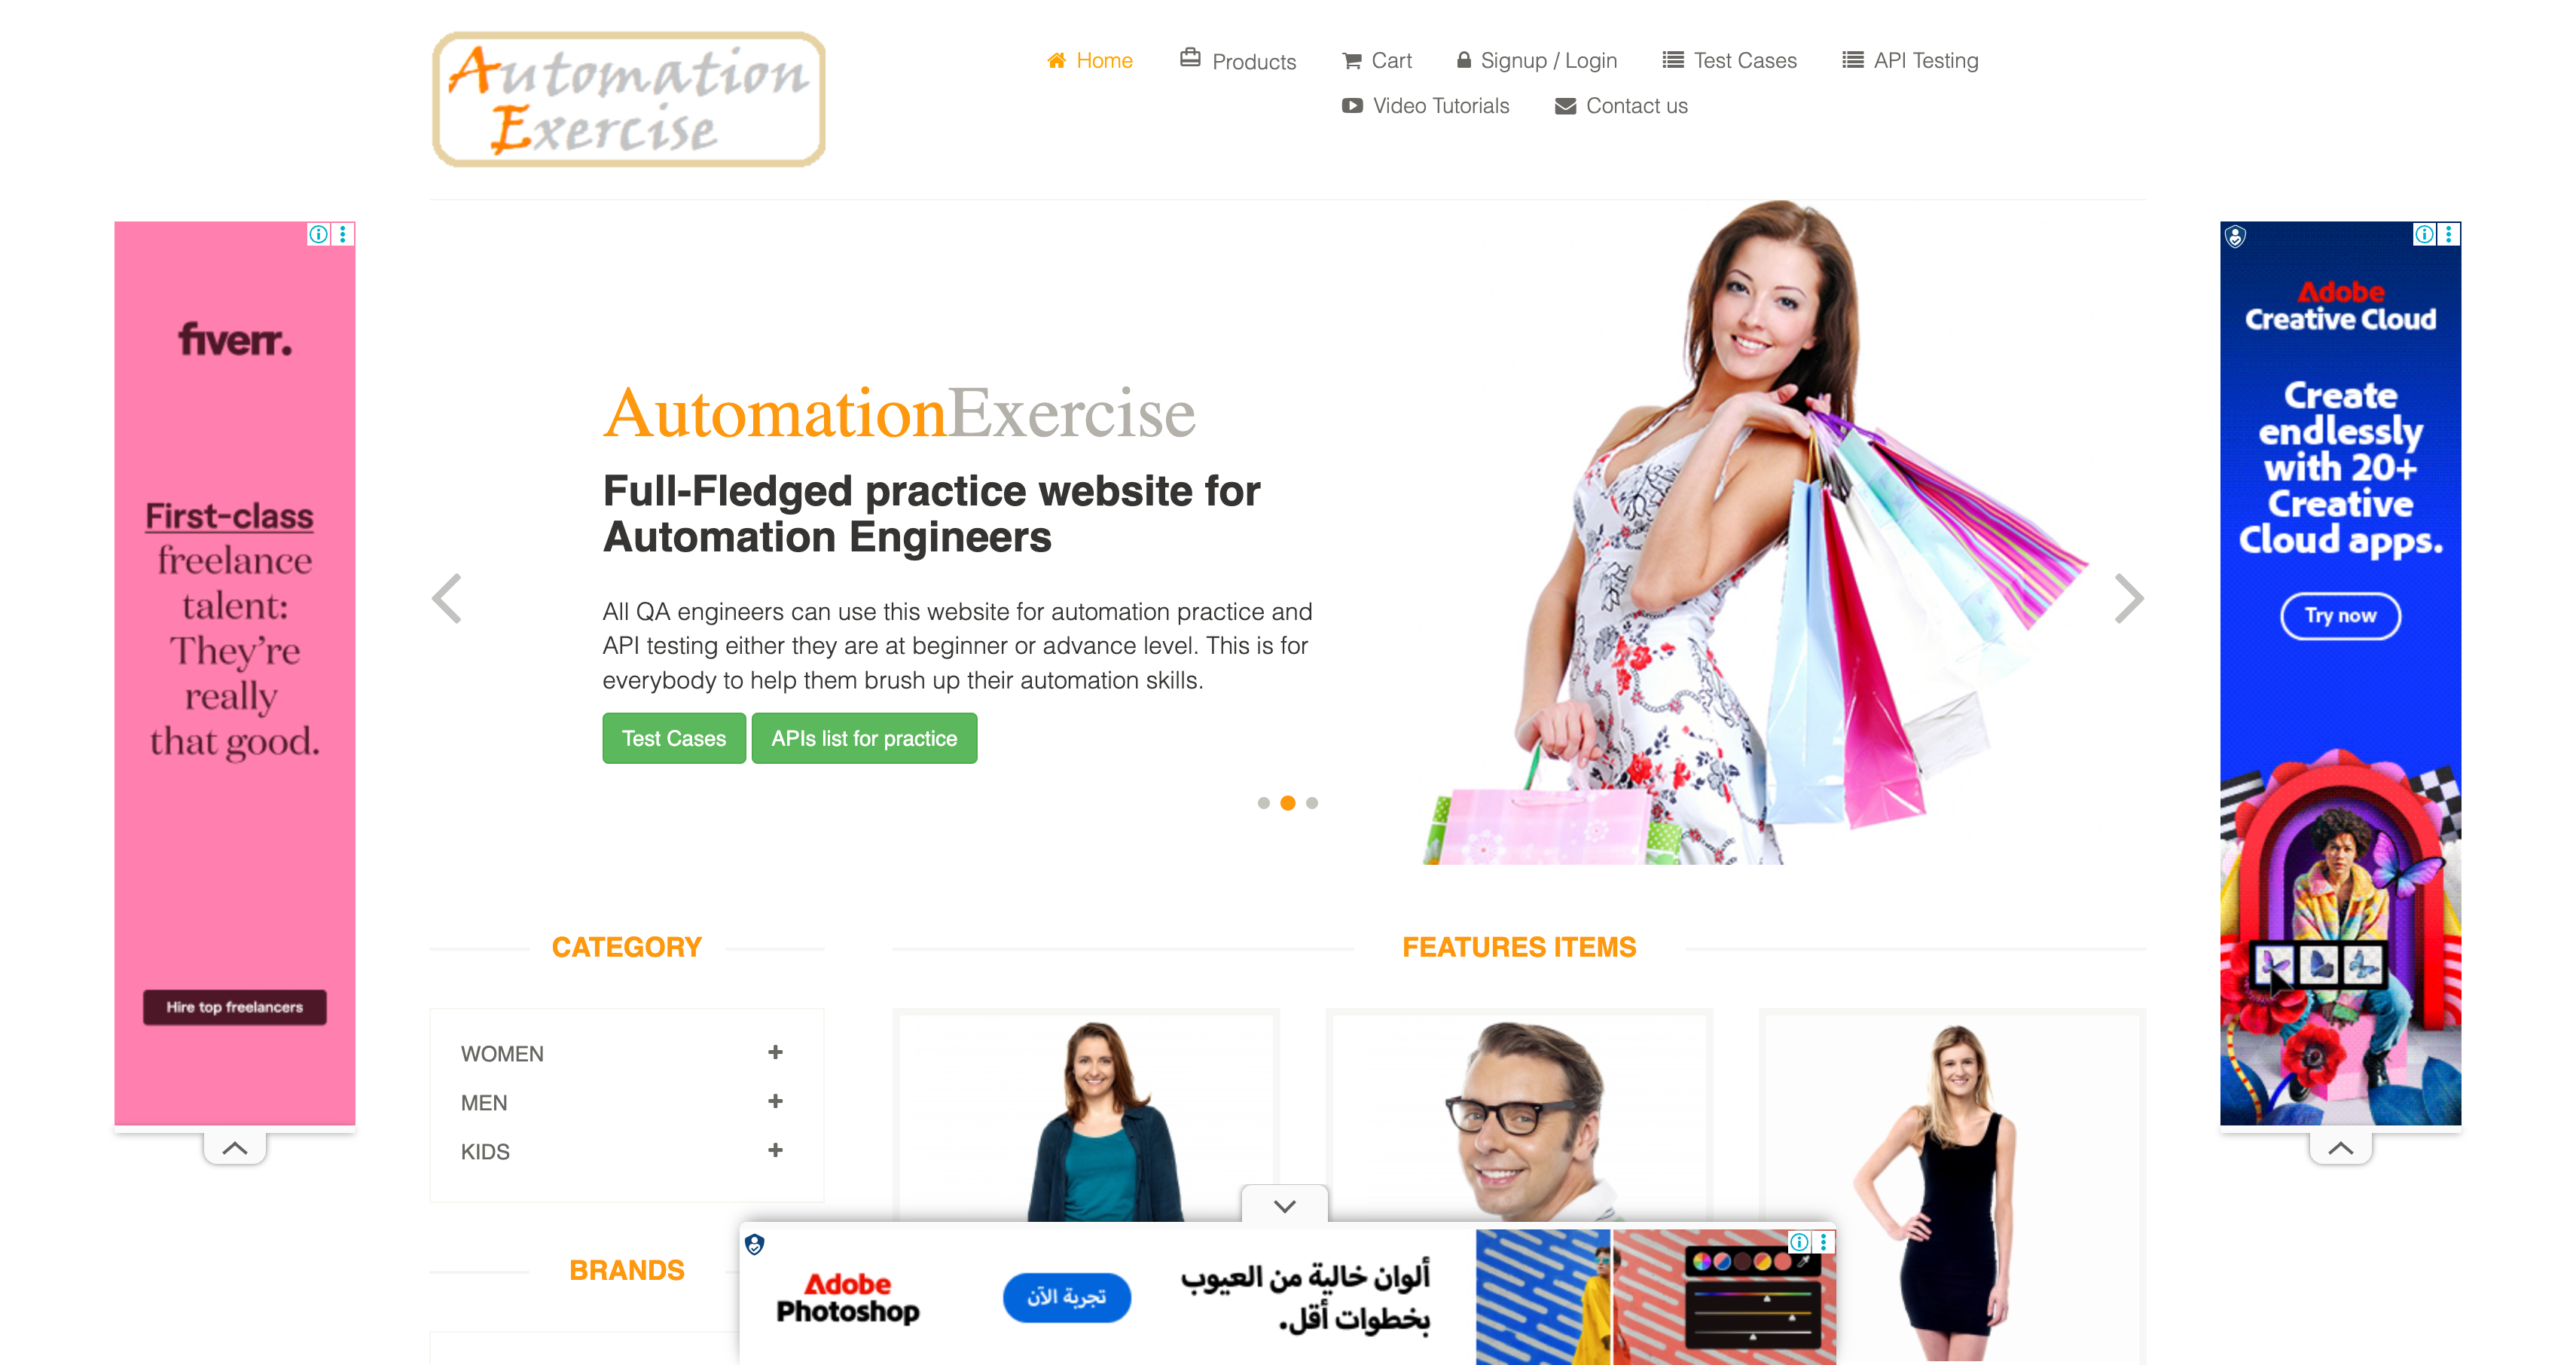 Automation
Exercise
Home
Products
Cart
Signup / Login
Test Cases
API Testing
Video Tutorials
Contact us
fiverr.
First-class
freelance
talent:
They're
really
that good.
Hire top freelancers
AutomationExercise
Full-Fledged practice website for
Automation Engineers
All QA engineers can use this website for automation practice and
API testing either they are at beginner or advance level. This is for
everybody to help them brush up their automation skills.
Test Cases
APIs list for practice
Adobe
Creative Cloud
Create
endlessly
with 20+
Creative
Cloud apps.
Try now
CATEGORY
WOMEN
MEN
KIDS
BRANDS
FEATURES ITEMS
Adobe
Photoshop
تجربة الآن
ألوان خالية من العيوب
بخطوات أقل.